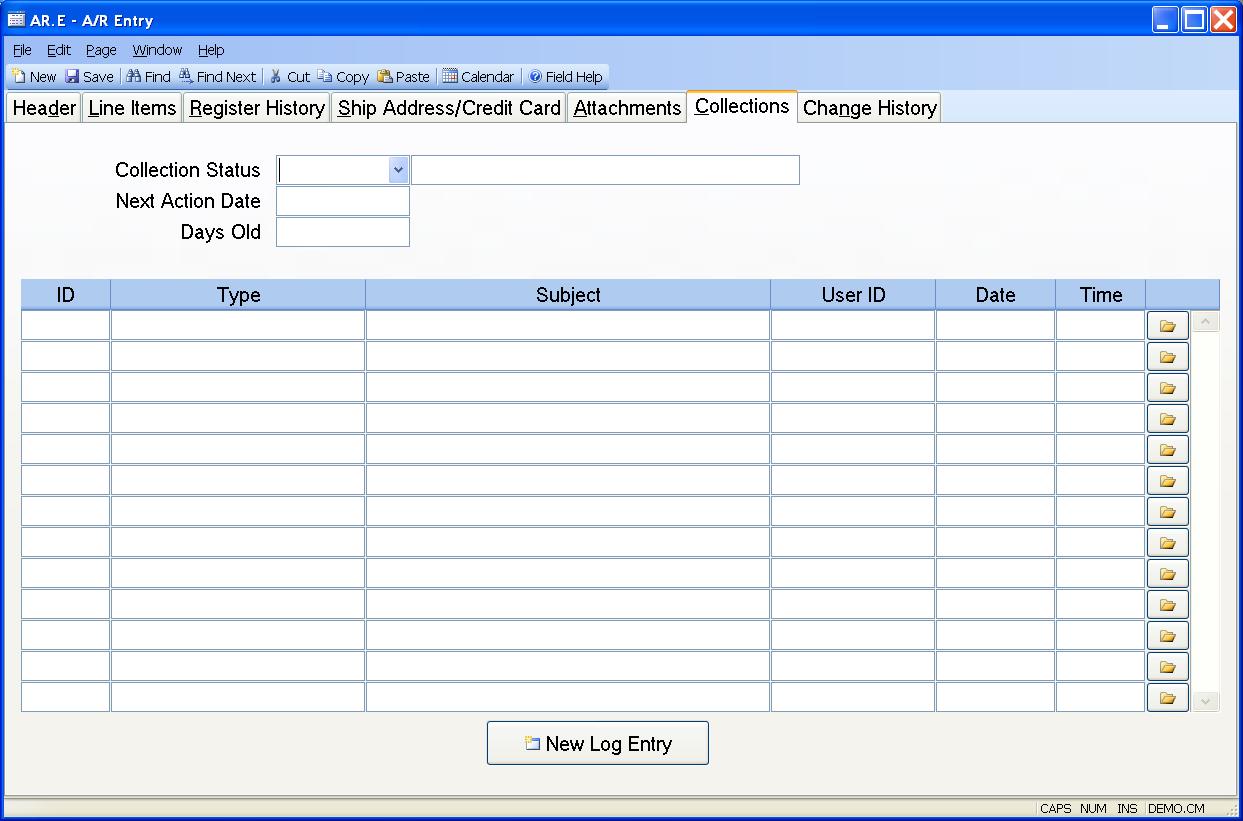 AR.E - A/R Entry
File Edit Page Window Help
New Save Find Find Next Cut Copy Paste Calendar Field Help
Header Line Items Register History Ship Address/Credit Card Attachments Collections Change History
Collection Status
Next Action Date
Days Old
ID Type Subject User ID Date Time
New Log Entry
CAPS NUM INS DEMO.CM